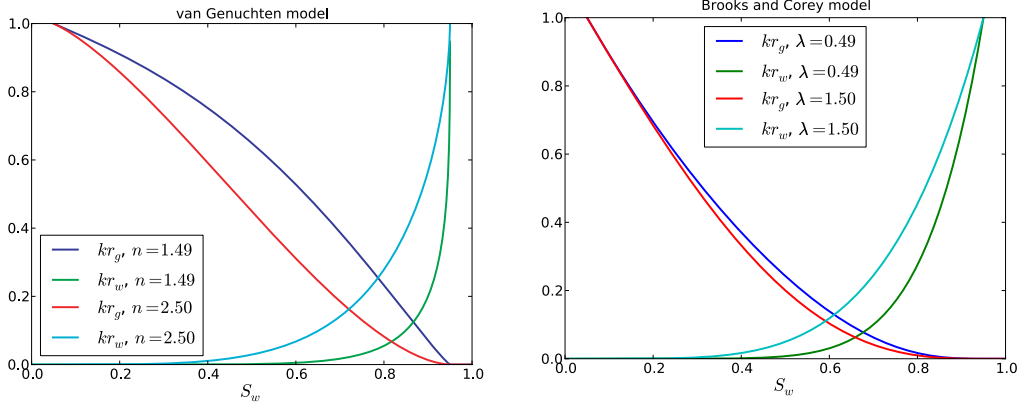 van Genuchten model
1.0
0.8
0.6
0.4
0.2
0.0
kr_g, n=1.49
kr_w, n=1.49
kr_g, n=2.50
kr_w, n=2.50
0.0 0.2 0.4 0.6 0.8 1.0
S_w
Brooks and Corey model
1.0
0.8
0.6
0.4
0.2
0.0
kr_g, λ=0.49
kr_w, λ=0.49
kr_g, λ=1.50
kr_w, λ=1.50
0.0 0.2 0.4 0.6 0.8 1.0
S_w